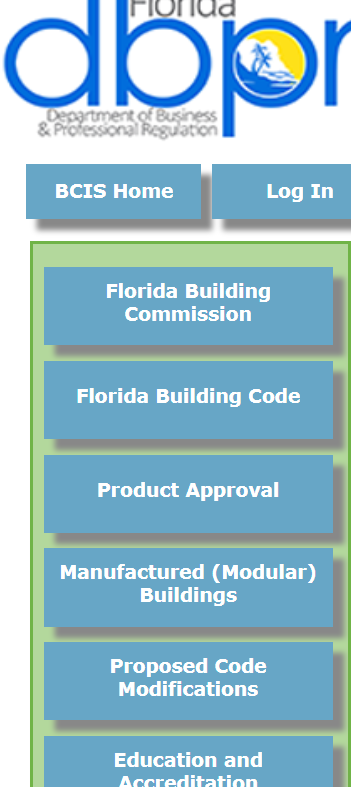 Florida
dbpr
Department of Business
& Professional Regulation
BCIS Home
Log In
Florida Building
Commission
Florida Building Code
Product Approval
Manufactured (Modular)
Buildings
Proposed Code
Modifications
Education and
Accreditation